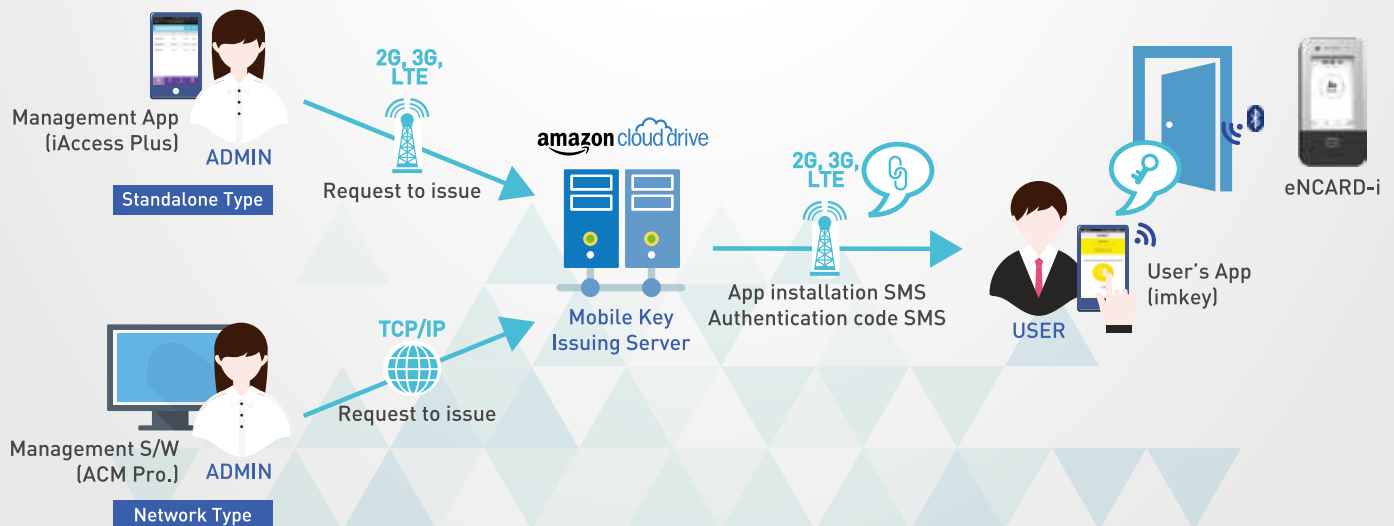 Management App
(iAccess Plus)
ADMIN
Standalone Type
2G, 3G,
LTE
Request to issue
amazon cloud drive
Mobile Key
Issuing Server
2G, 3G,
LTE
App installation SMS
Authentication code SMS
USER
User's App
(imkey)
eNCARD-i
Management S/W
(ACM Pro.)
ADMIN
Network Type
TCP/IP
Request to issue